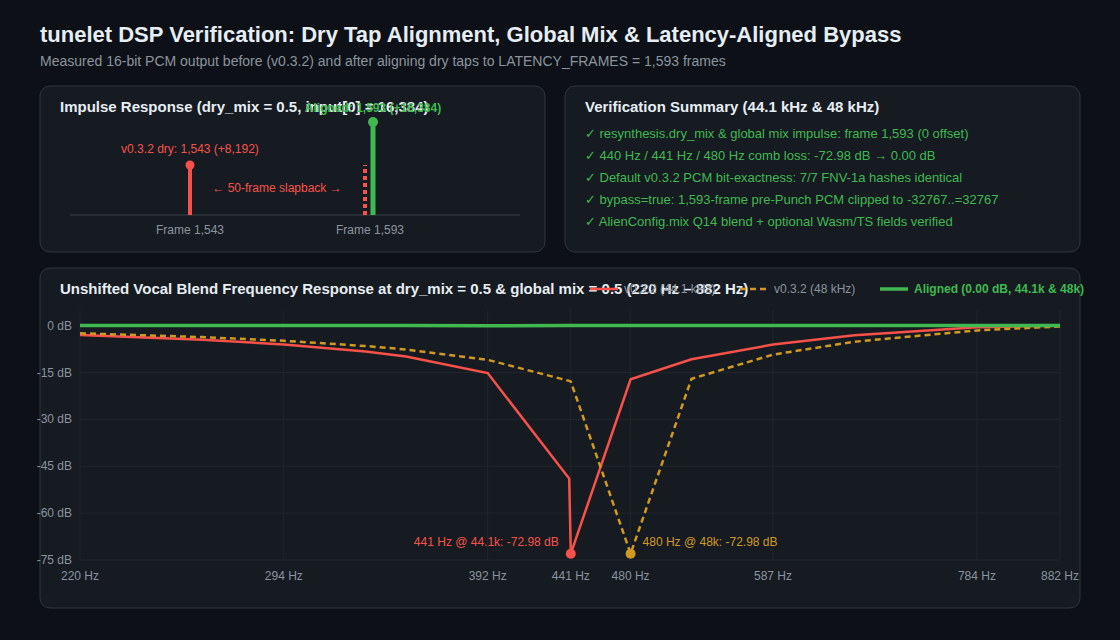 tunelet DSP Verification: Dry Tap Alignment, Global Mix & Latency-Aligned Bypass
Measured 16-bit PCM output before (v0.3.2) and after aligning dry taps to LATENCY_FRAMES = 1,593 frames
Impulse Response (dry_mix = 0.5, input[0] = 16,384)
v0.3.2 dry: 1,543 (+8,192)
← 50-frame slapback →
Frame 1,543
Frame 1,593
Verification Summary (44.1 kHz & 48 kHz)
✓ resynthesis.dry_mix & global mix impulse: frame 1,593 (0 offset)
✓ 440 Hz / 441 Hz / 480 Hz comb loss: -72.98 dB → 0.00 dB
✓ Default v0.3.2 PCM bit-exactness: 7/7 FNV-1a hashes identical
✓ bypass=true: 1,593-frame pre-Punch PCM clipped to -32767..=32767
✓ AlienConfig.mix Q14 blend + optional Wasm/TS fields verified
Unshifted Vocal Blend Frequency Response at dry_mix = 0.5 & global mix = 0.5 (220 Hz – 882 Hz)
v0.3.2 (48 kHz)
Aligned (0.00 dB, 44.1k & 48k)
0 dB
-15 dB
-30 dB
-45 dB
-60 dB
-75 dB
441 Hz @ 44.1k: -72.98 dB
480 Hz @ 48k: -72.98 dB
220 Hz
294 Hz
392 Hz
441 Hz
480 Hz
587 Hz
784 Hz
882 Hz